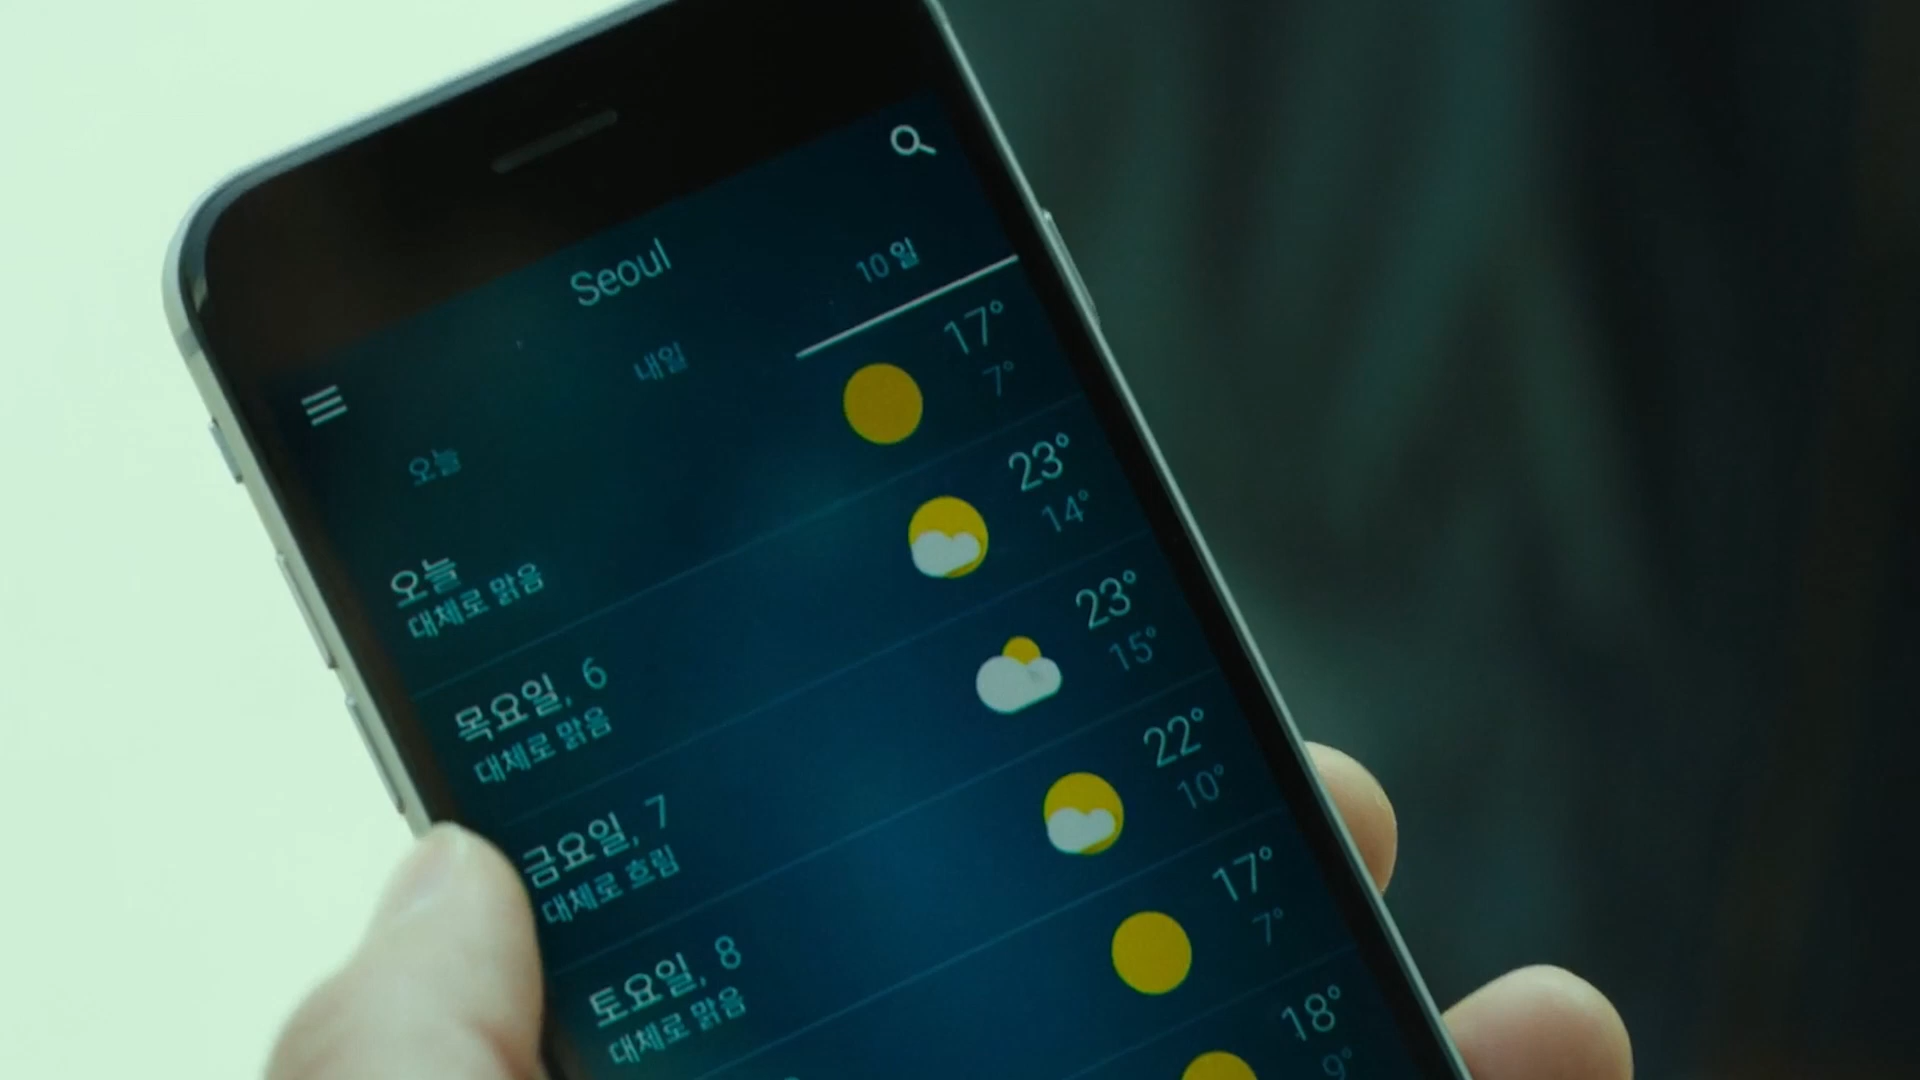 Seoul
오늘
내일
10 일
오늘
대체로 맑음
17°
7°
목요일, 6
대체로 맑음
23°
14°
금요일, 7
대체로 흐림
23°
15°
토요일, 8
대체로 맑음
22°
10°
17°
7°
18°
9°